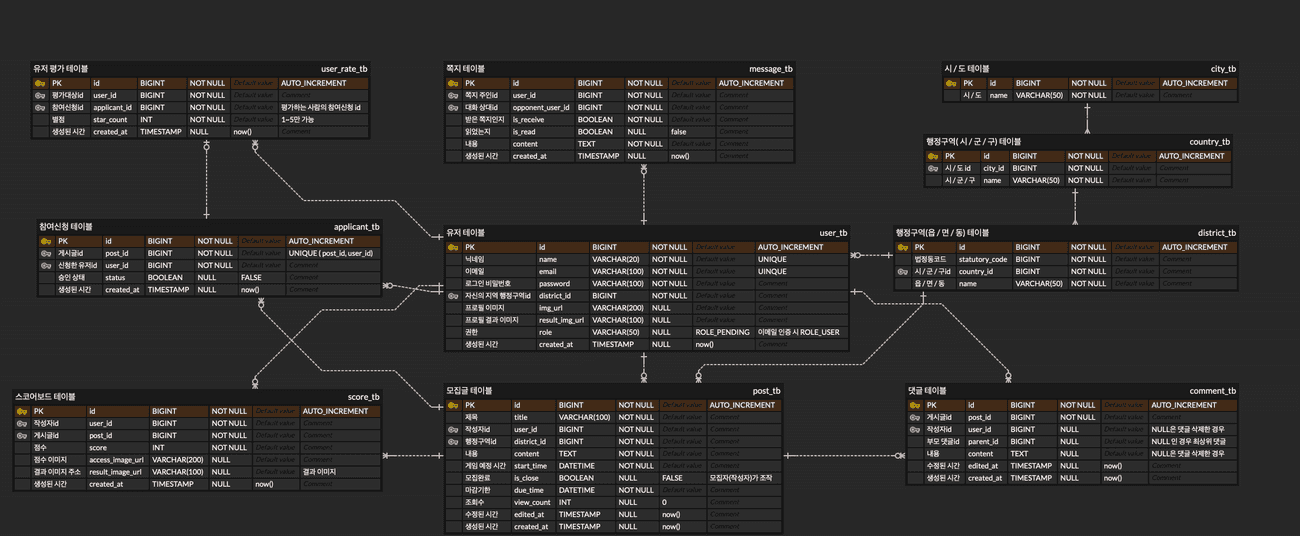 유저 평가 테이블 user_rate_tb
PK id BIGINT NOT NULL Default value AUTO_INCREMENT
평가대상id user_id BIGINT NOT NULL Default value Comment
참여신청id applicant_id BIGINT NOT NULL Default value 평가하는 사람의 참여신청 id
별점 star_count INT NOT NULL Default value 1~5만 가능
생성된 시간 created_at TIMESTAMP NULL now() Comment
쪽지 테이블 message_tb
PK id BIGINT NOT NULL Default value AUTO_INCREMENT
쪽지 주인id user_id BIGINT NOT NULL Default value Comment
대화 상대id opponent_user_id BIGINT NOT NULL Default value Comment
받은 쪽지인지 is_receive BOOLEAN NOT NULL Default value Comment
읽었는지 is_read BOOLEAN NULL false Comment
내용 content TEXT NOT NULL Default value Comment
생성된 시간 created_at TIMESTAMP NULL now() Comment
시 / 도 테이블 city_tb
PK id BIGINT NOT NULL Default value AUTO_INCREMENT
시 / 도 name VARCHAR(50) NOT NULL Default value Comment
행정구역( 시 / 군 / 구) 테이블 country_tb
PK id BIGINT NOT NULL Default value AUTO_INCREMENT
시 / 도 id city_id BIGINT NOT NULL Default value Comment
시 / 군 / 구 name VARCHAR(50) NOT NULL Default value Comment
참여신청 테이블 applicant_tb
PK id BIGINT NOT NULL Default value AUTO_INCREMENT
게시글id post_id BIGINT NOT NULL Default value UNIQUE ( post_id, user_id)
신청한 유저id user_id BIGINT NOT NULL Default value Comment
승인 상태 status BOOLEAN NULL FALSE Comment
생성된 시간 created_at TIMESTAMP NULL now() Comment
유저 테이블 user_tb
PK id BIGINT NOT NULL Default value AUTO_INCREMENT
닉네임 name VARCHAR(20) NOT NULL Default value UNIQUE
이메일 email VARCHAR(100) NOT NULL Default value UINQUE
로그인 비밀번호 password VARCHAR(100) NOT NULL Default value Comment
자신의 지역 행정구역id district_id BIGINT NOT NULL Default value Comment
프로필 이미지 img_url VARCHAR(200) NULL Default value Comment
프로필 결과 이미지 result_img_url VARCHAR(100) NULL Default value Comment
권한 role VARCHAR(50) NULL ROLE_PENDING 이메일 인증 시 ROLE_USER
생성된 시간 created_at TIMESTAMP NULL now() Comment
행정구역(읍 / 면 / 동) 테이블 district_tb
PK id BIGINT NOT NULL Default value AUTO_INCREMENT
법정동코드 statutory_code BIGINT NOT NULL Default value Comment
시 / 군 / 구id country_id BIGINT NOT NULL Default value Comment
읍 / 면 / 동 name VARCHAR(50) NOT NULL Default value Comment
스코어보드 테이블 score_tb
PK id BIGINT NOT NULL Default value AUTO_INCREMENT
작성자id user_id BIGINT NOT NULL Default value Comment
게시글id post_id BIGINT NOT NULL Default value Comment
점수 score INT NOT NULL Default value Comment
점수 이미지 access_image_url VARCHAR(200) NULL Default value Comment
결과 이미지 주소 result_image_url VARCHAR(100) NULL Default value 결과 이미지
생성된 시간 created_at TIMESTAMP NULL now() Comment
모집글 테이블 post_tb
PK id BIGINT NOT NULL Default value AUTO_INCREMENT
제목 title VARCHAR(100) NOT NULL Default value Comment
작성자id user_id BIGINT NOT NULL Default value Comment
행정구역id district_id BIGINT NOT NULL Default value Comment
내용 content TEXT NOT NULL Default value Comment
게임 예정 시간 start_time DATETIME NOT NULL Default value Comment
모집완료 is_close BOOLEAN NULL FALSE 모집자(작성자)가 조작
마감기한 due_time DATETIME NOT NULL Default value Comment
조회수 view_count INT NULL 0 Comment
수정된 시간 edited_at TIMESTAMP NULL now() Comment
생성된 시간 created_at TIMESTAMP NULL now() Comment
댓글 테이블 comment_tb
PK id BIGINT NOT NULL Default value AUTO_INCREMENT
게시글id post_id BIGINT NOT NULL Default value Comment
작성자id user_id BIGINT NULL Default value NULL은 댓글 삭제한 경우
부모 댓글id parent_id BIGINT NULL Default value NULL 인 경우 최상위 댓글
내용 content TEXT NULL Default value NULL은 댓글 삭제한 경우
수정된 시간 edited_at TIMESTAMP NULL now() Comment
생성된 시간 created_at TIMESTAMP NULL now() Comment